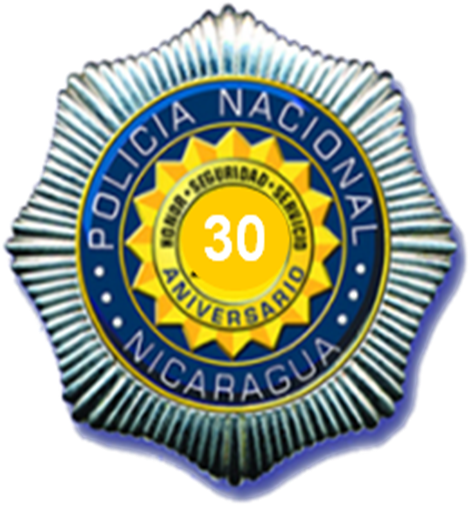 POLICIA NACIONAL
HONOR • SEGURIDAD • SERVICIO
30
ANIVERSARIO
NICARAGUA